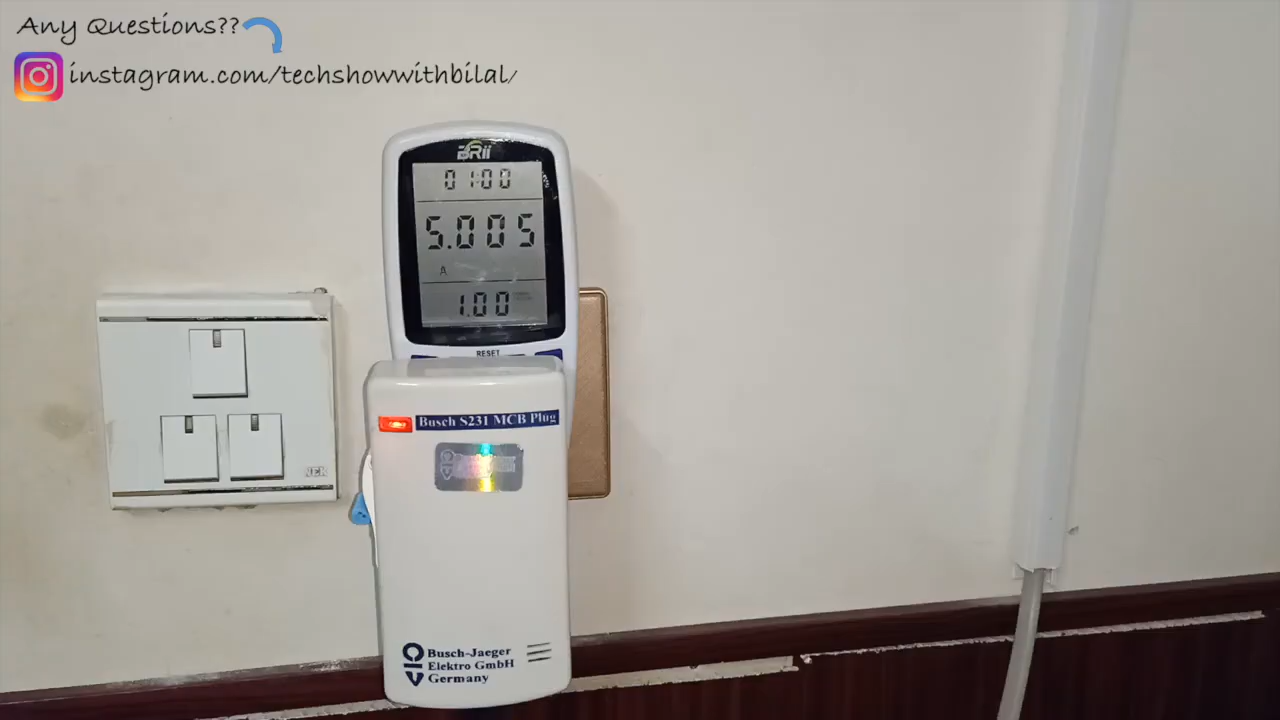 Any Questions??
instagram.com/techshowwithbilal/
BRii
01:00
5.005
A
1.00
RESET
Busch S231 MCB Plug
Busch-Jaeger
Elektro GmbH
Germany